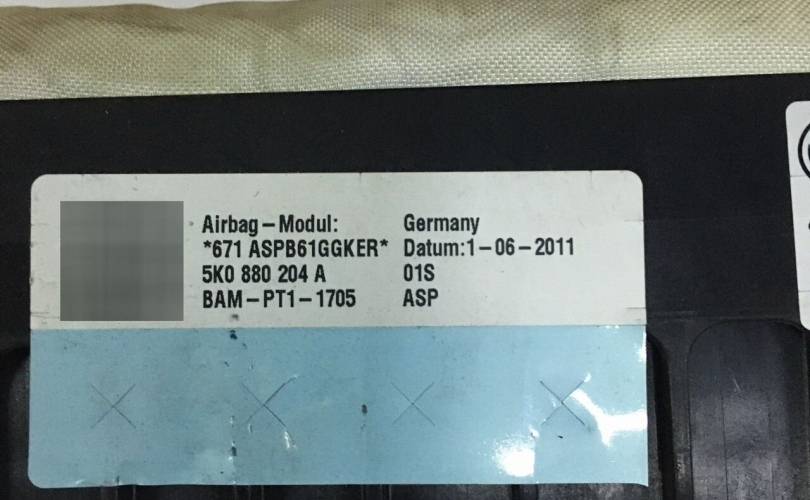 Airbag-Modul: Germany
*671 ASPB61GGKER* Datum:1-06-2011
5K0 880 204 A 01S
BAM-PT1-1705 ASP